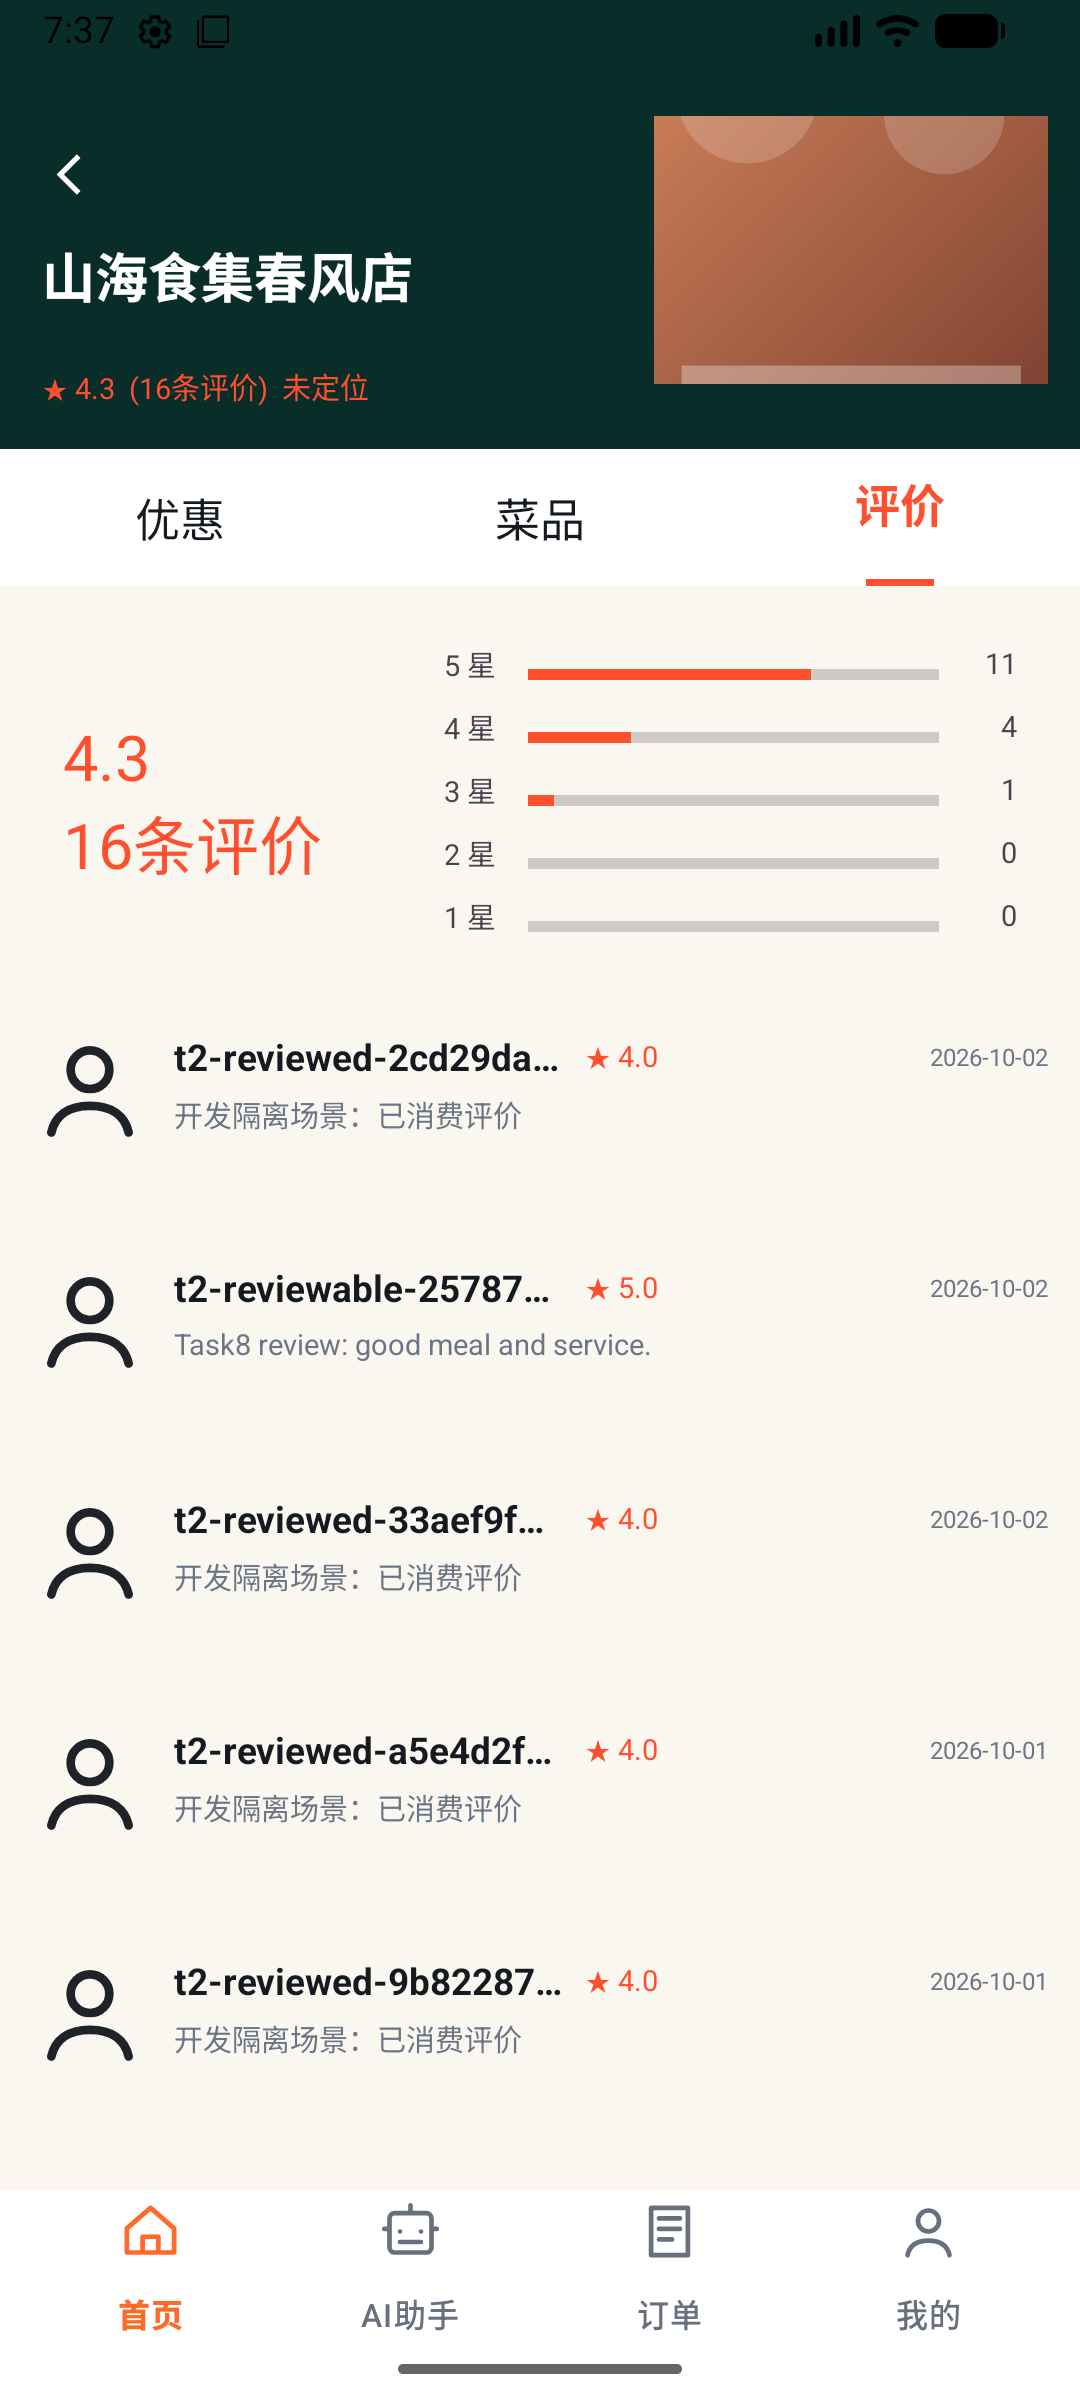 7:37
山海食集春风店
★ 4.3 (16条评价) 未定位
优惠 菜品 评价
4.3
16条评价
5 星 11
4 星 4
3 星 1
2 星 0
1 星 0
t2-reviewed-2cd29da... ★ 4.0 2026-10-02
开发隔离场景：已消费评价
t2-reviewable-25787... ★ 5.0 2026-10-02
Task8 review: good meal and service.
t2-reviewed-33aef9f... ★ 4.0 2026-10-02
开发隔离场景：已消费评价
t2-reviewed-a5e4d2f... ★ 4.0 2026-10-01
开发隔离场景：已消费评价
t2-reviewed-9b82287... ★ 4.0 2026-10-01
开发隔离场景：已消费评价
首页 AI助手 订单 我的